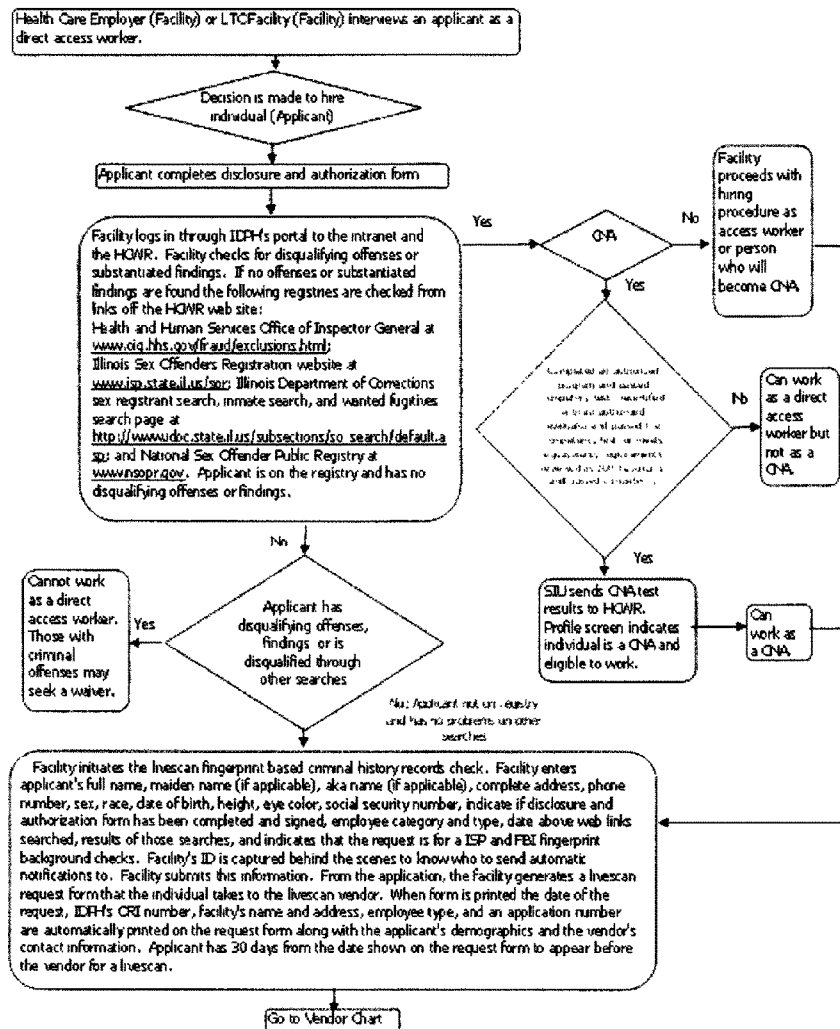 Health Care Employer (Facility) or LTCFacility (Facility) interviews an applicant as a
direct access worker.
Decision is made to hire
individual (Applicant)
Applicant completes disclosure and authorization form
Facility logs in through IDPH's portal to the intranet and
the HCWR. Facility checks for disqualifying offenses or
substantiated findings. If no offenses or substantiated
findings are found the following registries are checked from
links off the HCWR web site:
Health and Human Services Office of Inspector General at
www.oig.hhs.gov/fraud/exclusions.html;
Illinois Sex Offenders Registration website at
www.isp.state.il.us/sor; Illinois Department of Corrections
sex registrant search, inmate search, and wanted fugitives
search page at
http://www.idoc.state.il.us/subsections/so_search/default.a
sp; and National Sex Offender Public Registry at
www.nsopr.gov. Applicant is on the registry and has no
disqualifying offenses or findings.
Yes
CNA
No
Facility
proceeds with
hiring
procedure as
access worker
or person
who will
become CNA
Yes
Completed an authorized
program and passed
No
Can work
as a direct
access
worker but
not as a
CNA
Yes
SIU sends CNA test
results to HCWR.
Profile screen indicates
individual is a CNA and
eligible to work.
Can
work as
a CNA
No
Applicant has
disqualifying offenses,
findings or is
disqualified through
other searches
Yes
Cannot work
as a direct
access worker.
Those with
criminal
offenses may
seek a waiver.
No: Applicant not on registry
and has no problems on other
searches
Facility initiates the livescan fingerprint based criminal history records check. Facility enters
applicant's full name, maiden name (if applicable), aka name (if applicable), complete address, phone
number, sex, race, date of birth, height, eye color, social security number, indicate if disclosure and
authorization form has been completed and signed, employee category and type, date above web links
searched, results of those searches, and indicates that the request is for a ISP and FBI fingerprint
background checks. Facility's ID is captured behind the scenes to know who to send automatic
notifications to. Facility submits this information. From the application, the facility generates a livescan
request form that the individual takes to the livescan vendor. When form is printed the date of the
request, IDPH's ORI number, facility's name and address, employee type, and an application number
are automatically printed on the request form along with the applicant's demographics and the vendor's
contact information. Applicant has 30 days from the date shown on the request form to appear before
the vendor for a livescan.
Go to Vendor Chart